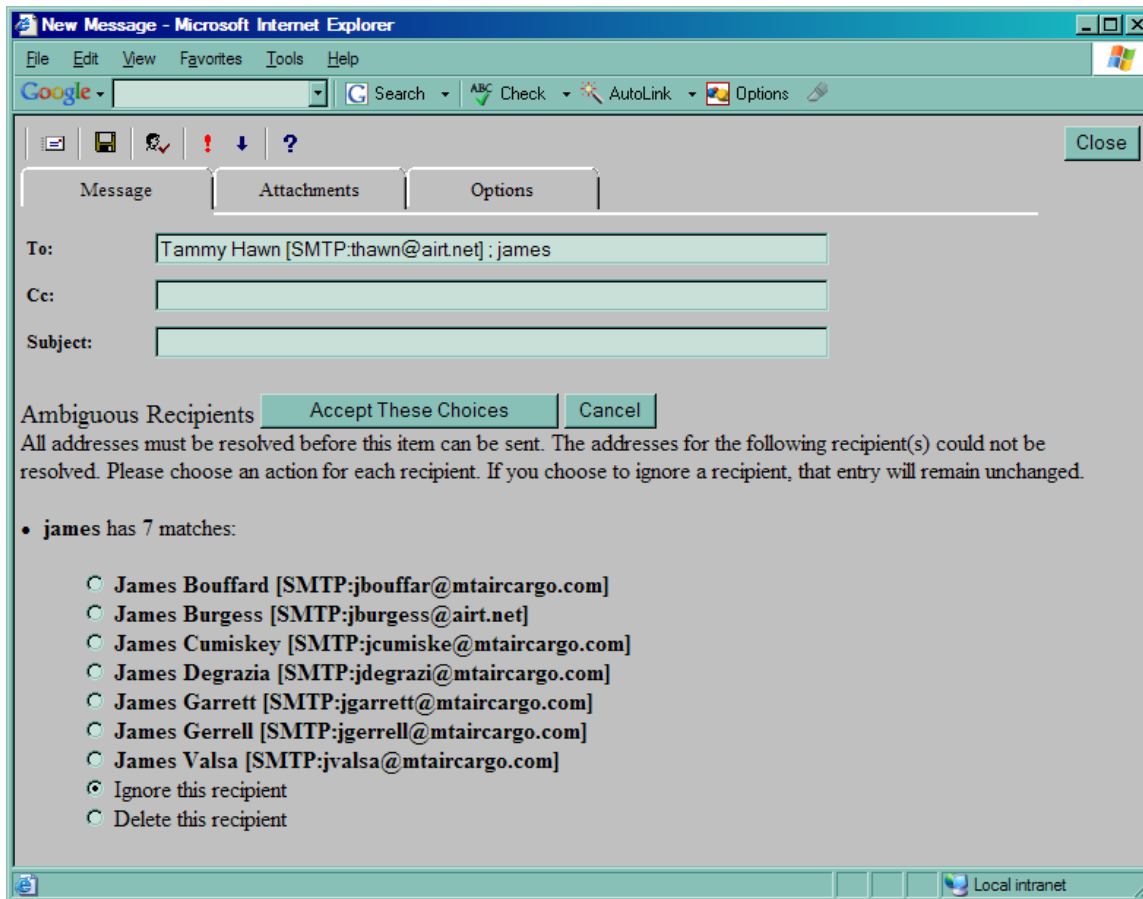 New Message - Microsoft Internet Explorer
File Edit View Favorites Tools Help
Google Search ABC Check AutoLink Options
! ? Close
Message Attachments Options
To: Tammy Hawn [SMTP:thawn@airt.net] ; james
Cc:
Subject:
Ambiguous Recipients Accept These Choices Cancel
All addresses must be resolved before this item can be sent. The addresses for the following recipient(s) could not be
resolved. Please choose an action for each recipient. If you choose to ignore a recipient, that entry will remain unchanged.
• james has 7 matches:
James Bouffard [SMTP:jbouffar@mtaircargo.com]
James Burgess [SMTP:jburgess@airt.net]
James Cumiskey [SMTP:jcumiske@mtaircargo.com]
James Degrazia [SMTP:jdegrazi@mtaircargo.com]
James Garrett [SMTP:jgarrett@mtaircargo.com]
James Gerrell [SMTP:jgerrell@mtaircargo.com]
James Valsa [SMTP:jvalsa@mtaircargo.com]
Ignore this recipient
Delete this recipient
Local intranet